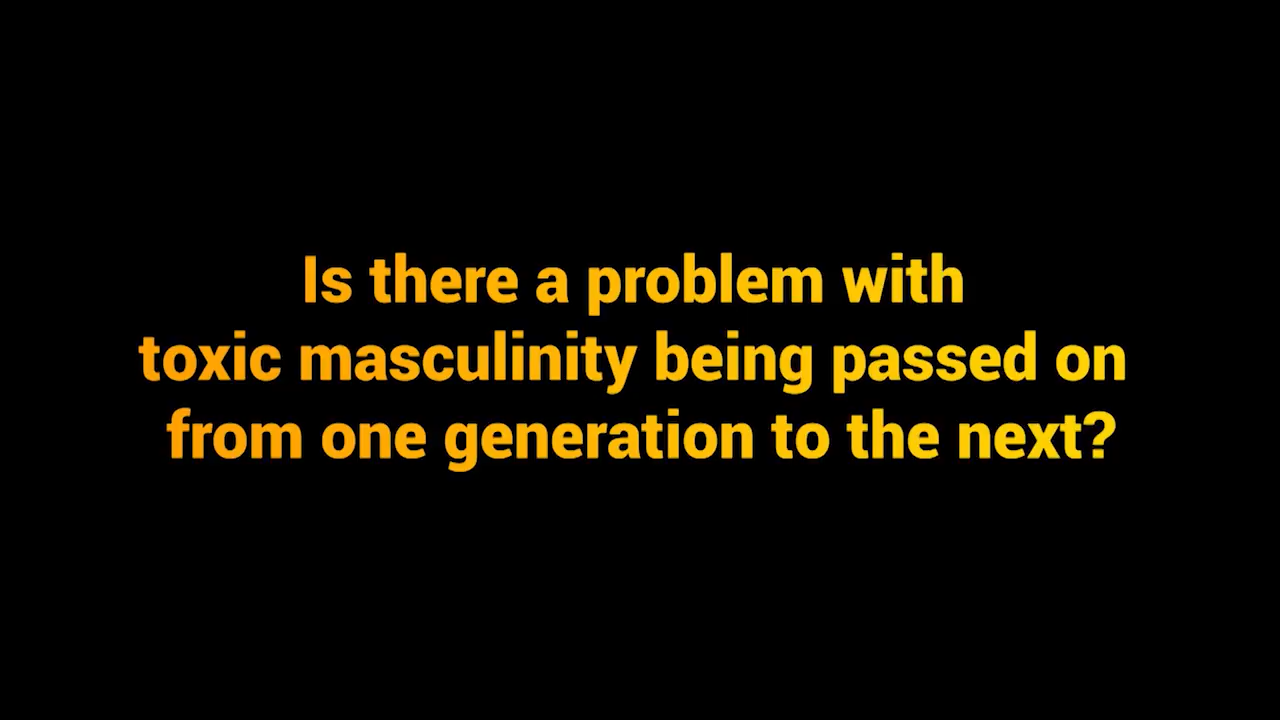 Is there a problem with
toxic masculinity being passed on
from one generation to the next?